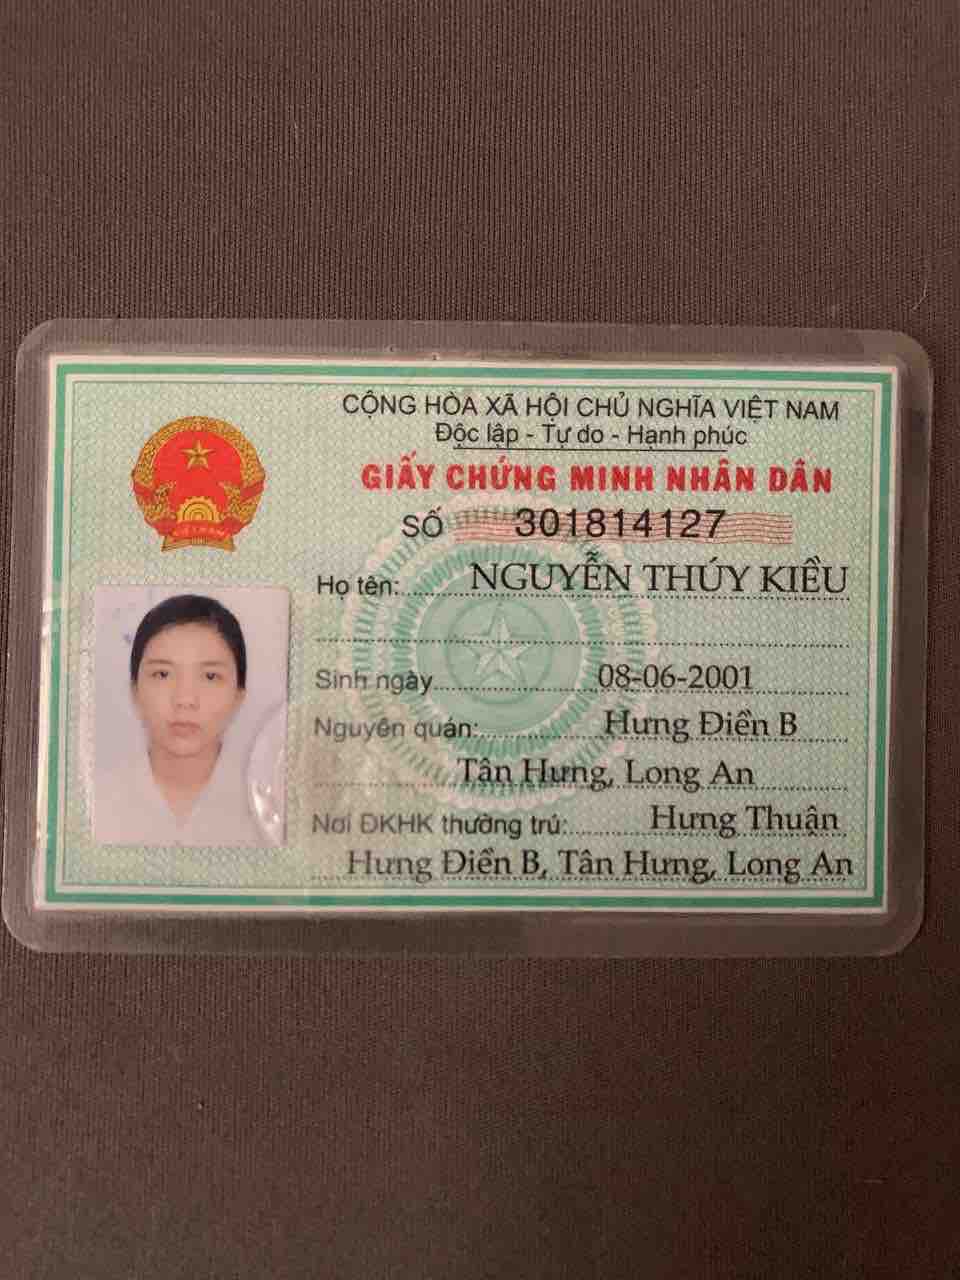 CỘNG HÒA XÃ HỘI CHỦ NGHĨA VIỆT NAM
Độc lập - Tự do - Hạnh phúc
GIẤY CHỨNG MINH NHÂN DÂN
SỐ 301814127
Họ tên: NGUYỄN THÚY KIỀU
Sinh ngày 08-06-2001
Nguyên quán: Hưng Điền B
Tân Hưng, Long An
Nơi ĐKHK thường trú: Hưng Thuận
Hưng Điền B, Tân Hưng, Long An
VIỆT NAM